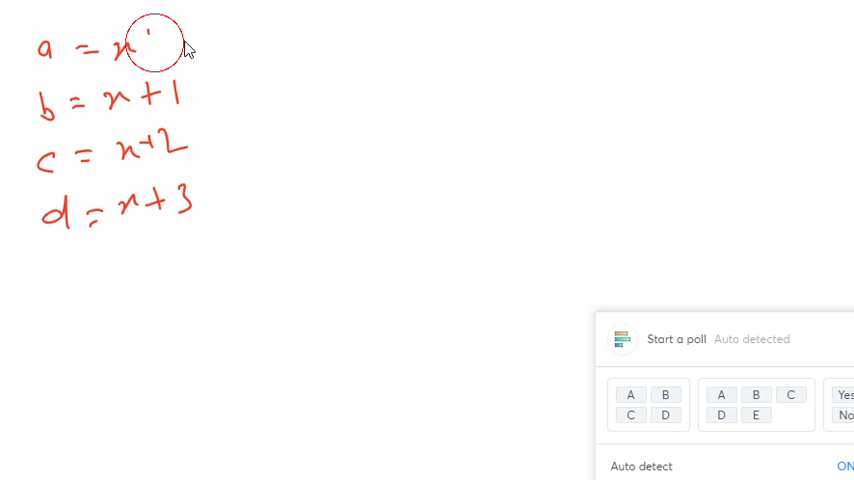 a = x
b = x + 1
c = x + 2
d = x + 3
Start a poll Auto detected
A B A B C Yes
C D D E No
Auto detect ON